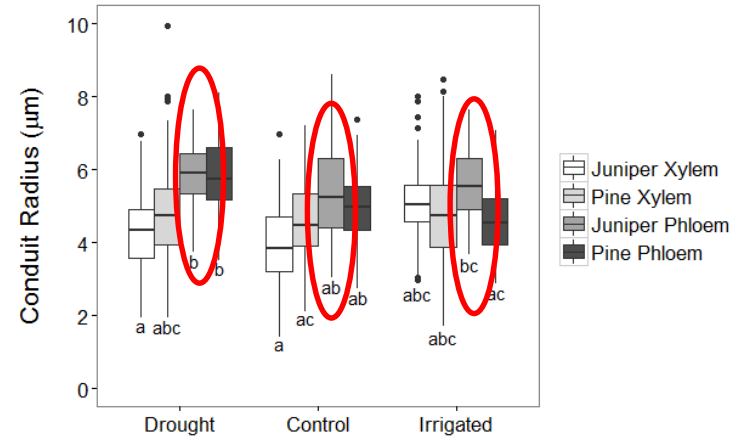 10
8
6
4
2
0
Conduit Radius (μm)
a abc b b
a ac ab ab
abc abc bc ac
Drought Control Irrigated
Juniper Xylem
Pine Xylem
Juniper Phloem
Pine Phloem